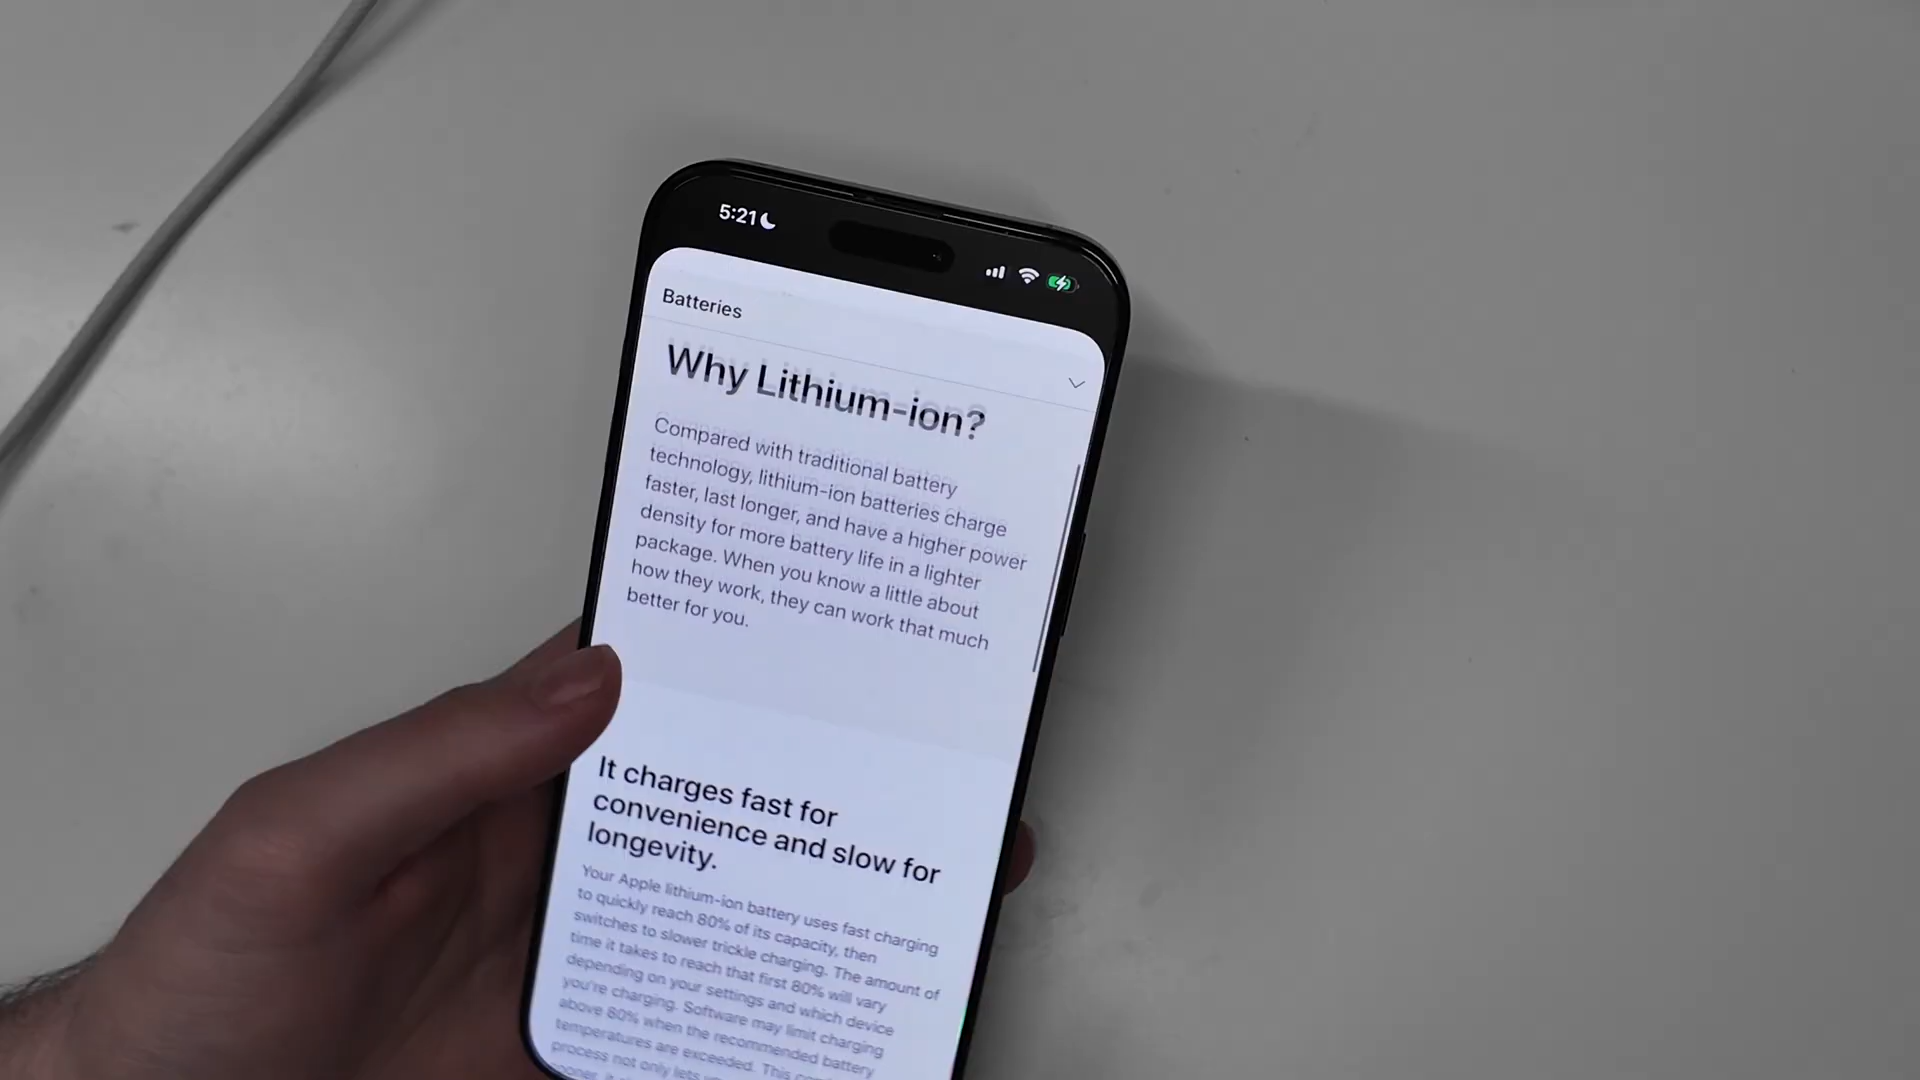 5:21
Batteries
Why Lithium-ion?
Compared with traditional battery
technology, lithium-ion batteries charge
faster, last longer, and have a higher power
density for more battery life in a lighter
package. When you know a little about
how they work, they can work that much
better for you.
It charges fast for
convenience and slow for
longevity.
Your Apple lithium-ion battery uses fast charging
to quickly reach 80% of its capacity, then
switches to slower trickle charging. The amount of
time it takes to reach that first 80% will vary
depending on your settings and which device
you're charging. Software may limit charging
above 80% when the recommended battery
temperatures are exceeded. This
process not only lets